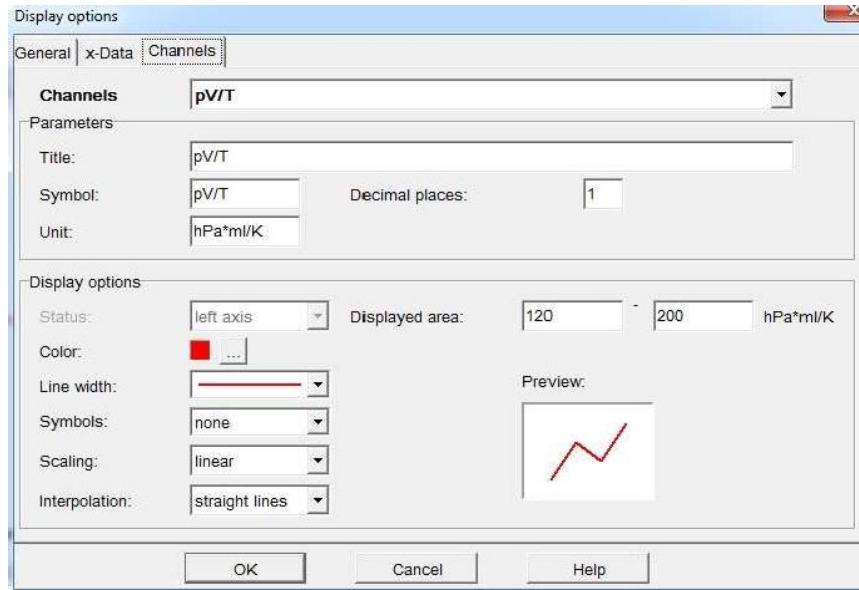 Display options
General x-Data Channels
Channels pV/T
Parameters
Title: pV/T
Symbol: pV/T Decimal places: 1
Unit: hPa*ml/K
Display options
Status: left axis Displayed area: 120 - 200 hPa*ml/K
Color: ...
Line width: Preview:
Symbols: none
Scaling: linear
Interpolation: straight lines
OK Cancel Help